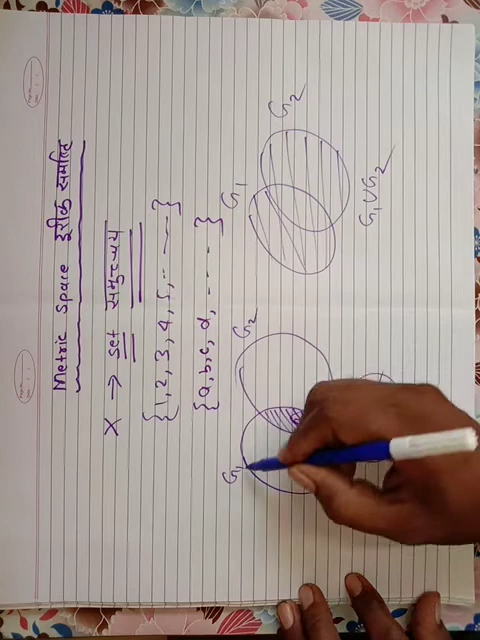 Metric Space दूरीक समष्टि
X → set समुच्चय
{1, 2, 3, 4, 5, ------}
{a, b, c, d, ------}
G₁ G₂
G₁ G₂
G₁∪G₂